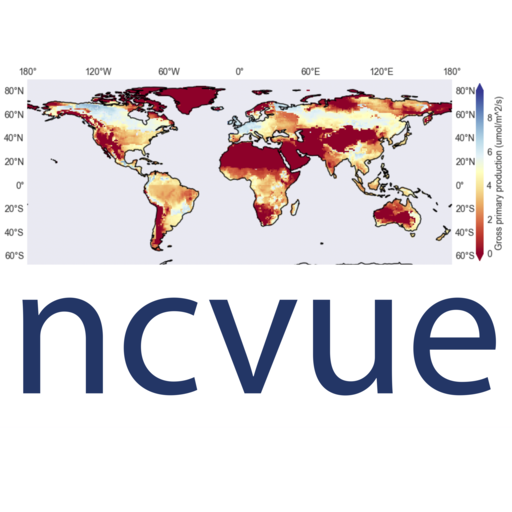 180° 120°W 60°W 0° 60°E 120°E 180°
80°N 80°N
60°N 60°N
40°N 40°N
20°N 20°N
0° 0°
20°S 20°S
40°S 40°S
60°S 60°S
8
6
4
2
0
Gross primary production (umol/m^2/s)
ncvue